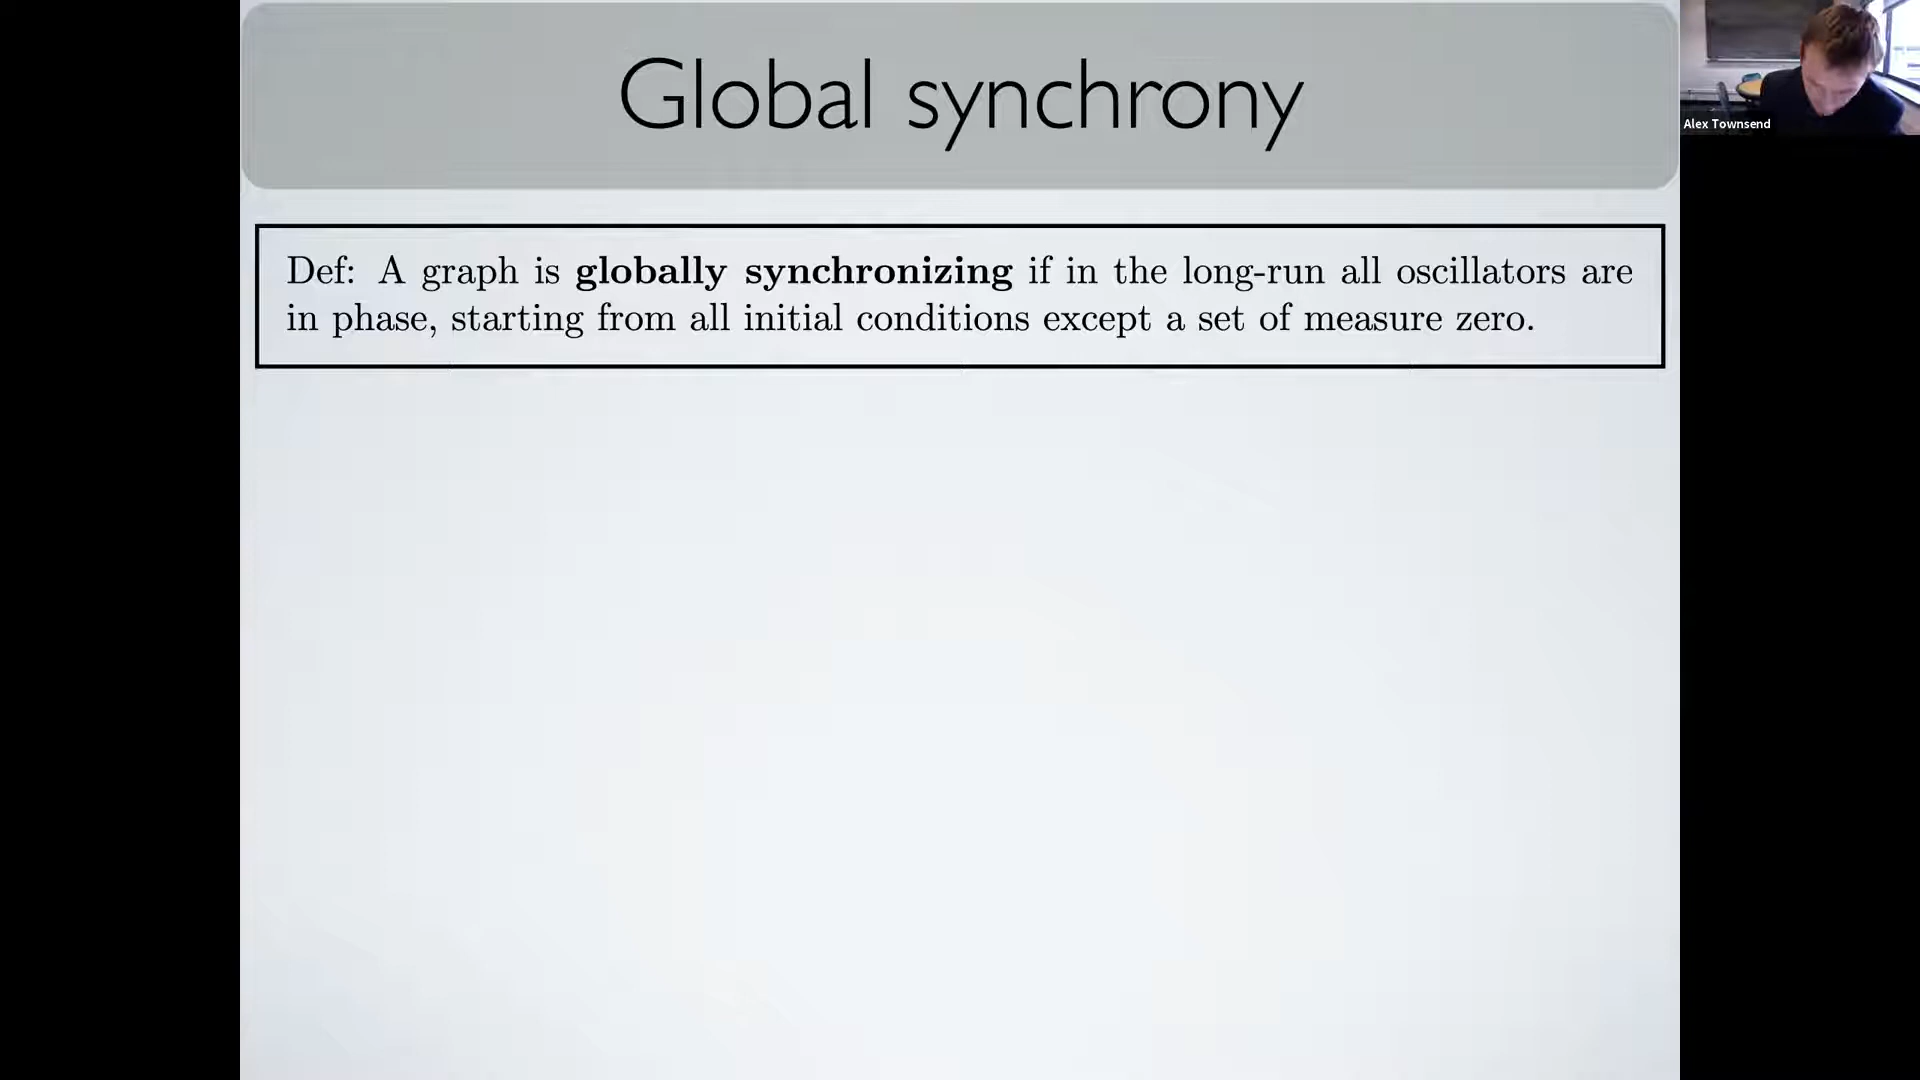 Global synchrony
Def: A graph is globally synchronizing if in the long-run all oscillators are
in phase, starting from all initial conditions except a set of measure zero.
Alex Townsend